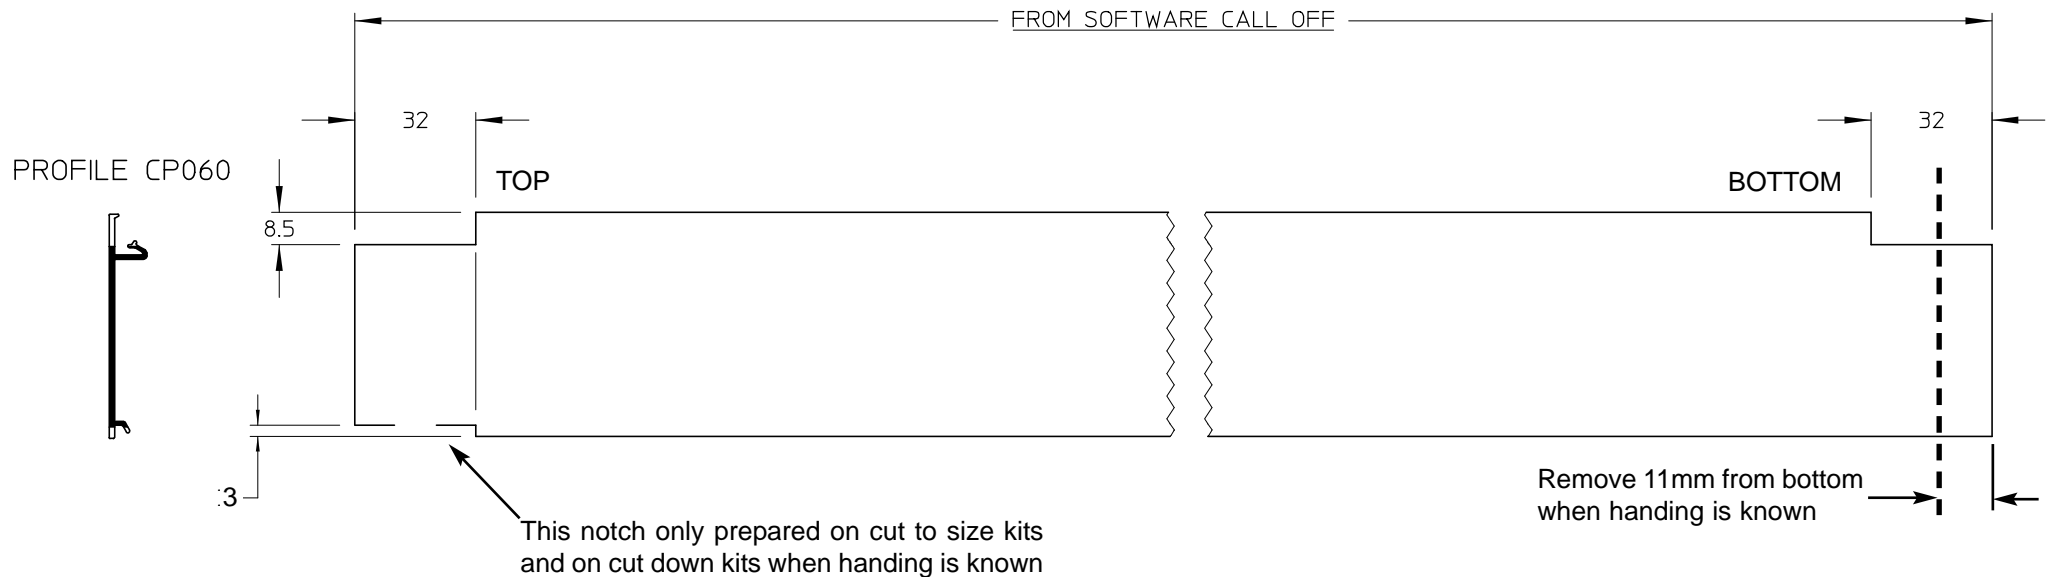 FROM SOFTWARE CALL OFF
32
32
PROFILE CP060
TOP
BOTTOM
8.5
:3
Remove 11mm from bottom
when handing is known
This notch only prepared on cut to size kits
and on cut down kits when handing is known